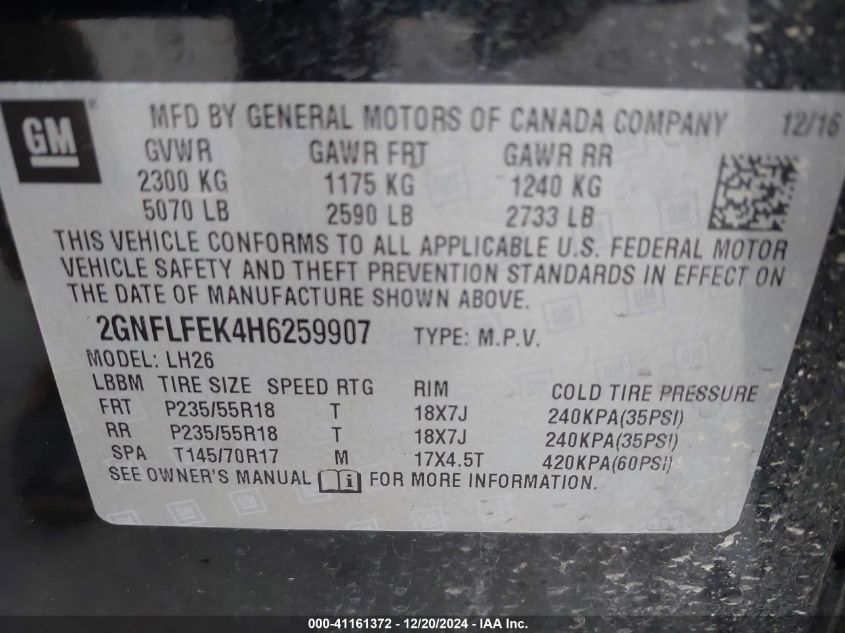 GM
MFD BY GENERAL MOTORS OF CANADA COMPANY 12/16
GVWR GAWR FRT GAWR RR
2300 KG 1175 KG 1240 KG
5070 LB 2590 LB 2733 LB
THIS VEHICLE CONFORMS TO ALL APPLICABLE U.S. FEDERAL MOTOR
VEHICLE SAFETY AND THEFT PREVENTION STANDARDS IN EFFECT ON
THE DATE OF MANUFACTURE SHOWN ABOVE.
2GNFLFEK4H6259907 TYPE: M.P.V.
MODEL: LH26
LBBM TIRE SIZE SPEED RTG RIM COLD TIRE PRESSURE
FRT P235/55R18 T 18X7J 240KPA(35PSI)
RR P235/55R18 T 18X7J 240KPA(35PSI)
SPA T145/70R17 M 17X4.5T 420KPA(60PSI)
SEE OWNER'S MANUAL i FOR MORE INFORMATION.
000-41161372 - 12/20/2024 - IAAI.com